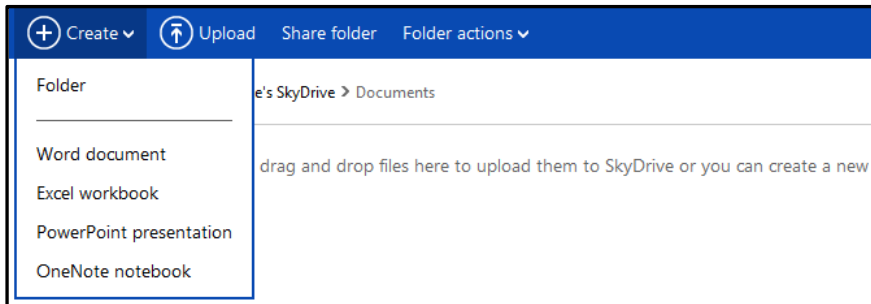 Create Upload Share folder Folder actions
Folder
e's SkyDrive > Documents
Word document
drag and drop files here to upload them to SkyDrive or you can create a new
Excel workbook
PowerPoint presentation
OneNote notebook